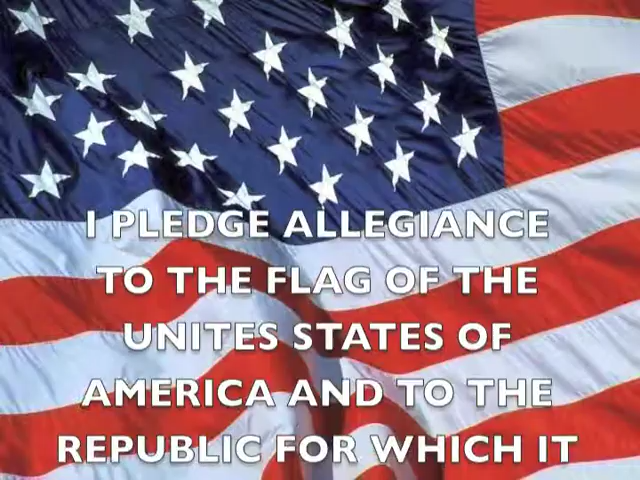 I PLEDGE ALLEGIANCE
TO THE FLAG OF THE
UNITES STATES OF
AMERICA AND TO THE
REPUBLIC FOR WHICH IT